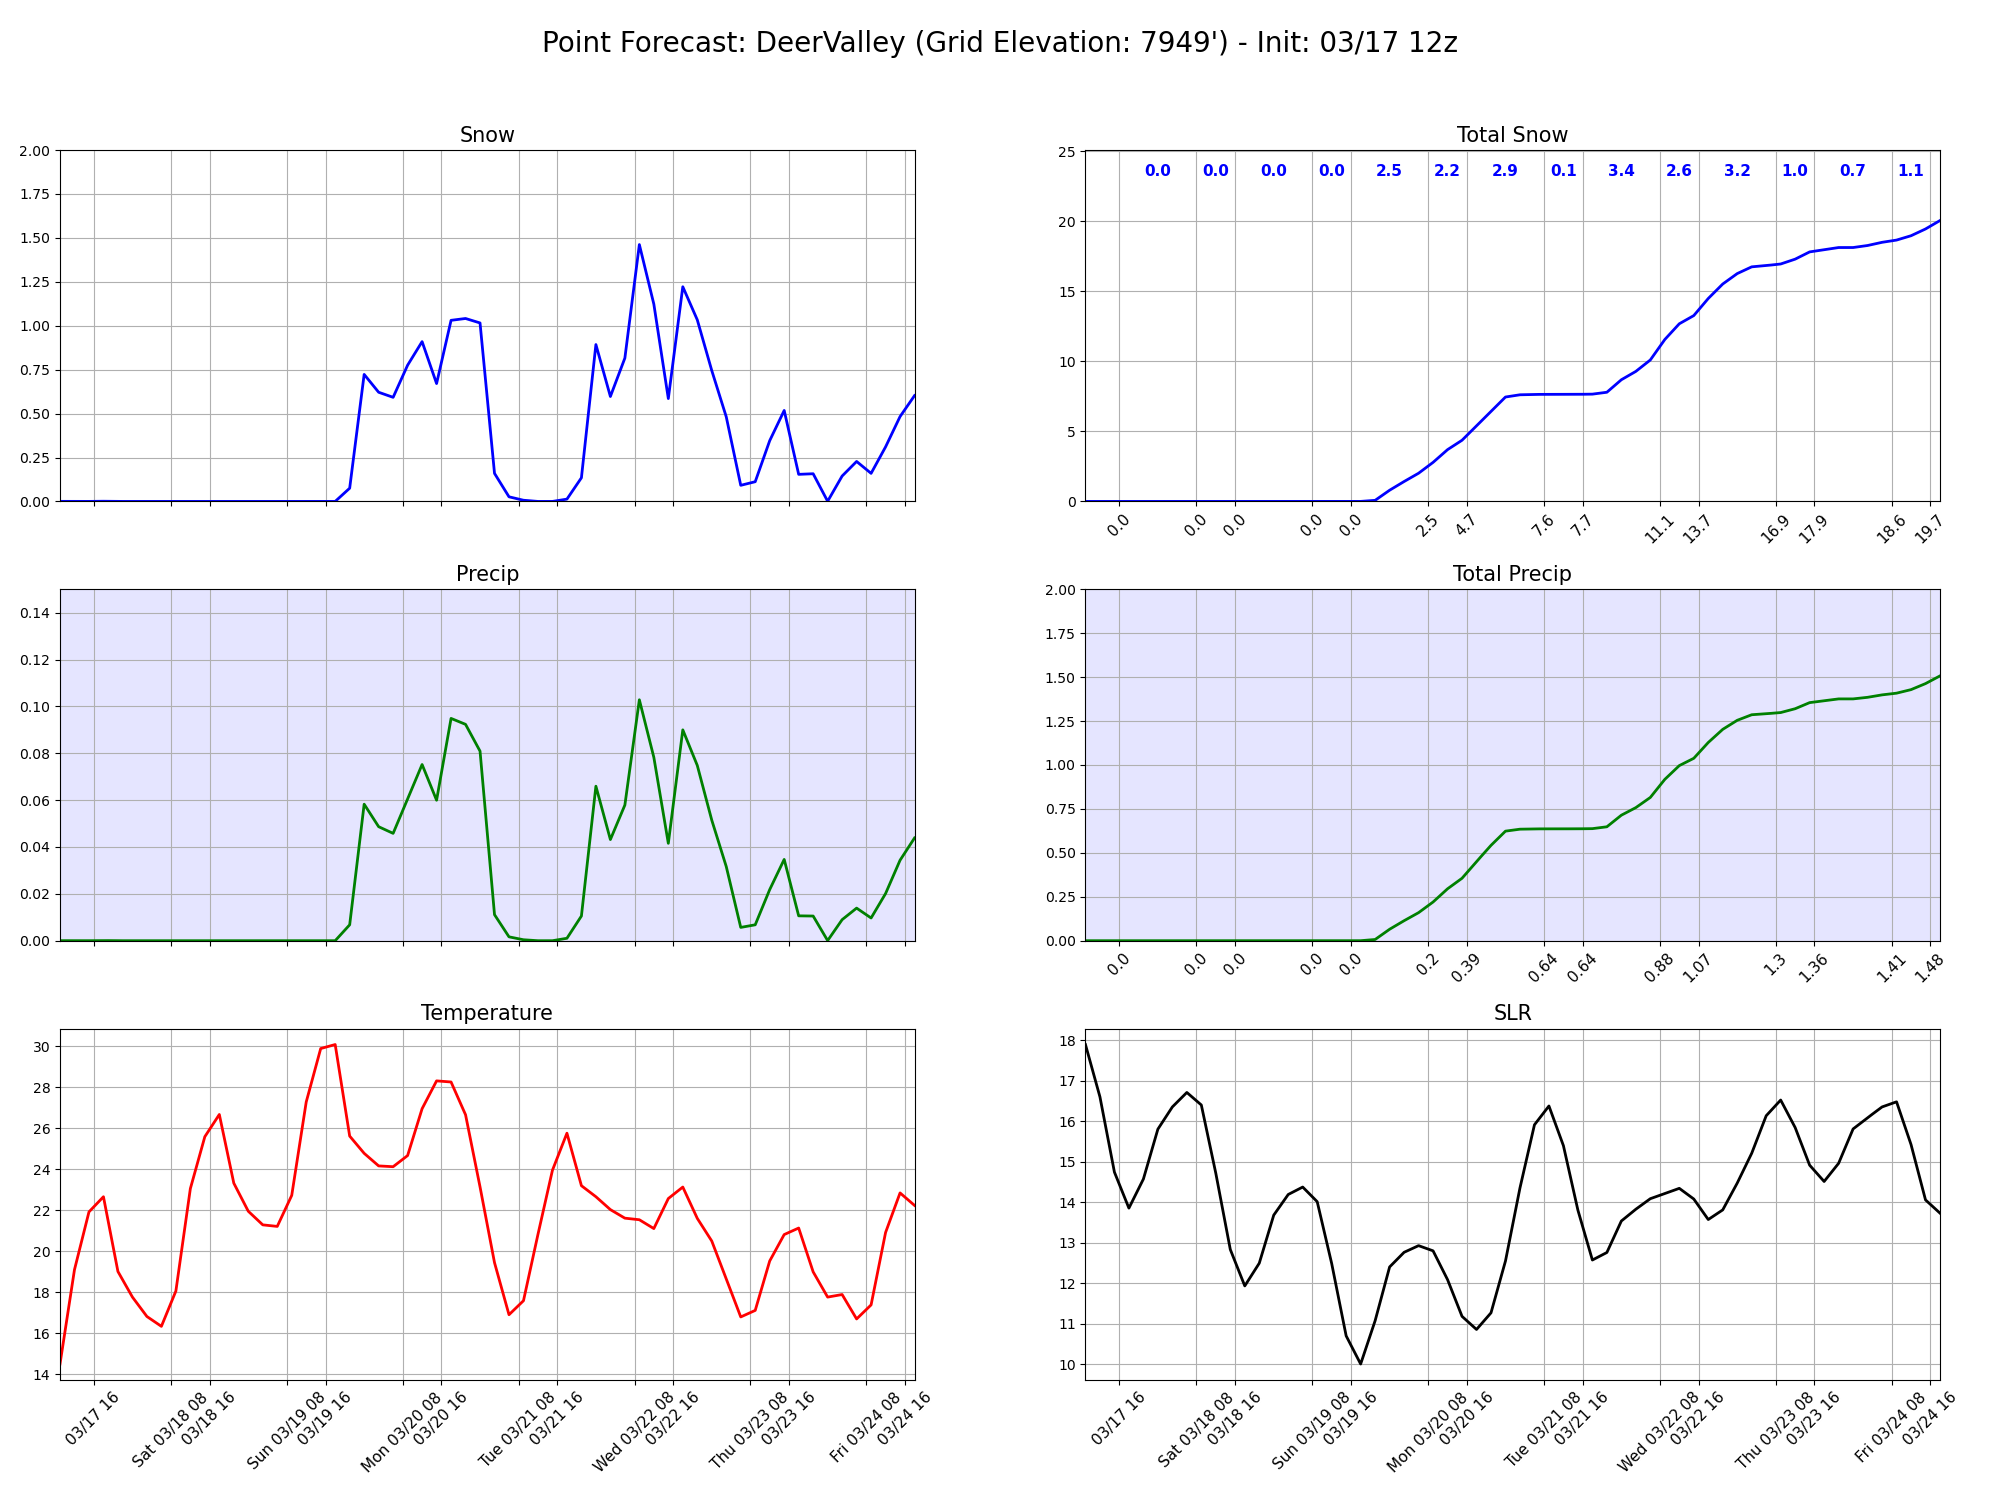 Point Forecast: DeerValley (Grid Elevation: 7949') - Init: 03/17 12z
Snow
2.00
1.75
1.50
1.25
1.00
0.75
0.50
0.25
0.00
Total Snow
25
20
15
10
5
0
0.0 0.0 0.0 0.0 2.5 2.2 2.9 0.1 3.4 2.6 3.2 1.0 0.7 1.1
0.0 0.0 0.0 0.0 0.0 2.5 4.7 7.6 7.7 11.1 13.7 16.9 17.9 18.6 19.7
Precip
0.14
0.12
0.10
0.08
0.06
0.04
0.02
0.00
Total Precip
2.00
1.75
1.50
1.25
1.00
0.75
0.50
0.25
0.00
0.0 0.0 0.0 0.0 0.0 0.2 0.39 0.64 0.64 0.88 1.07 1.3 1.36 1.41 1.48
Temperature
30
28
26
24
22
20
18
16
14
03/17 16
Sat 03/18 08
03/18 16
Sun 03/19 08
03/19 16
Mon 03/20 08
03/20 16
Tue 03/21 08
03/21 16
Wed 03/22 08
03/22 16
Thu 03/23 08
03/23 16
Fri 03/24 08
03/24 16
SLR
18
17
16
15
14
13
12
11
10
03/17 16
Sat 03/18 08
03/18 16
Sun 03/19 08
03/19 16
Mon 03/20 08
03/20 16
Tue 03/21 08
03/21 16
Wed 03/22 08
03/22 16
Thu 03/23 08
03/23 16
Fri 03/24 08
03/24 16